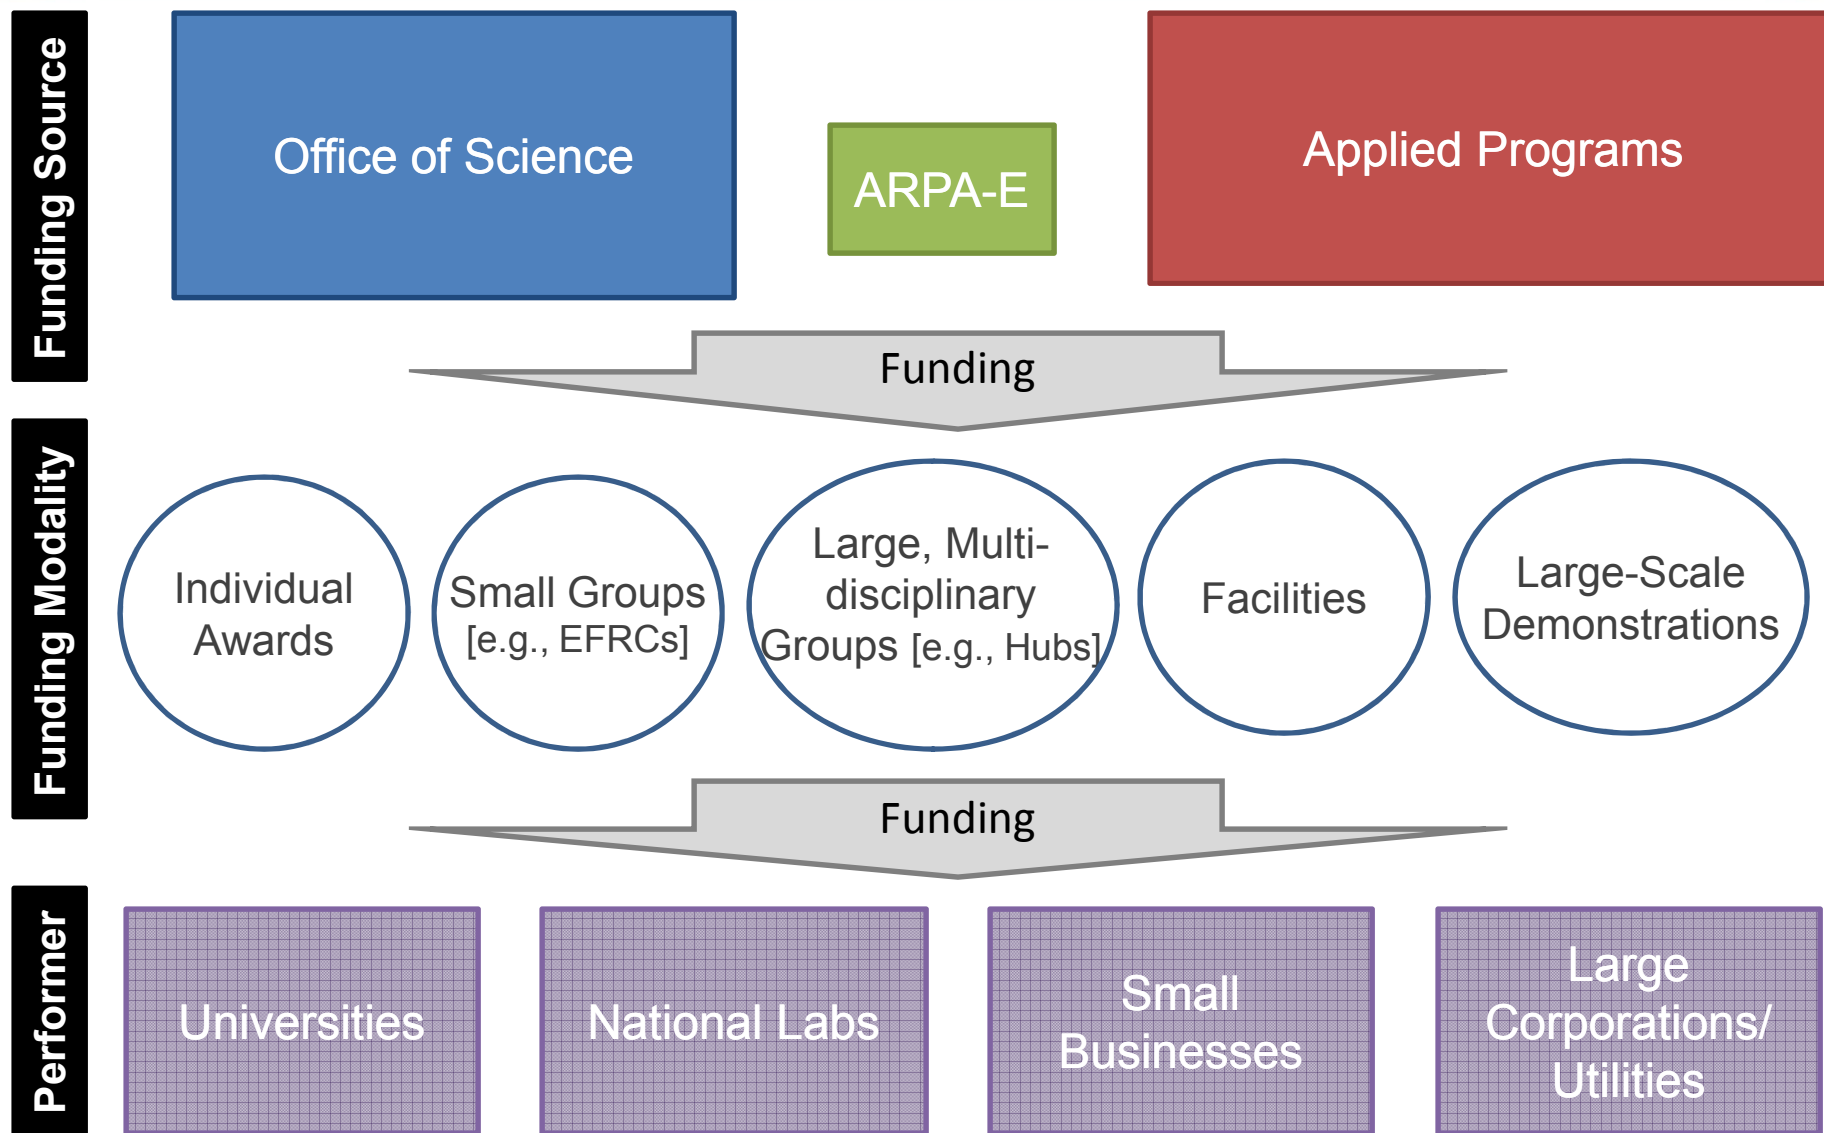 Funding Source
Office of Science
ARPA-E
Applied Programs
Funding
Funding Modality
Individual
Awards
Small Groups
[e.g., EFRCs]
Large, Multi-
disciplinary
Groups [e.g., Hubs]
Facilities
Large-Scale
Demonstrations
Funding
Performer
Universities
National Labs
Small
Businesses
Large
Corporations/
Utilities